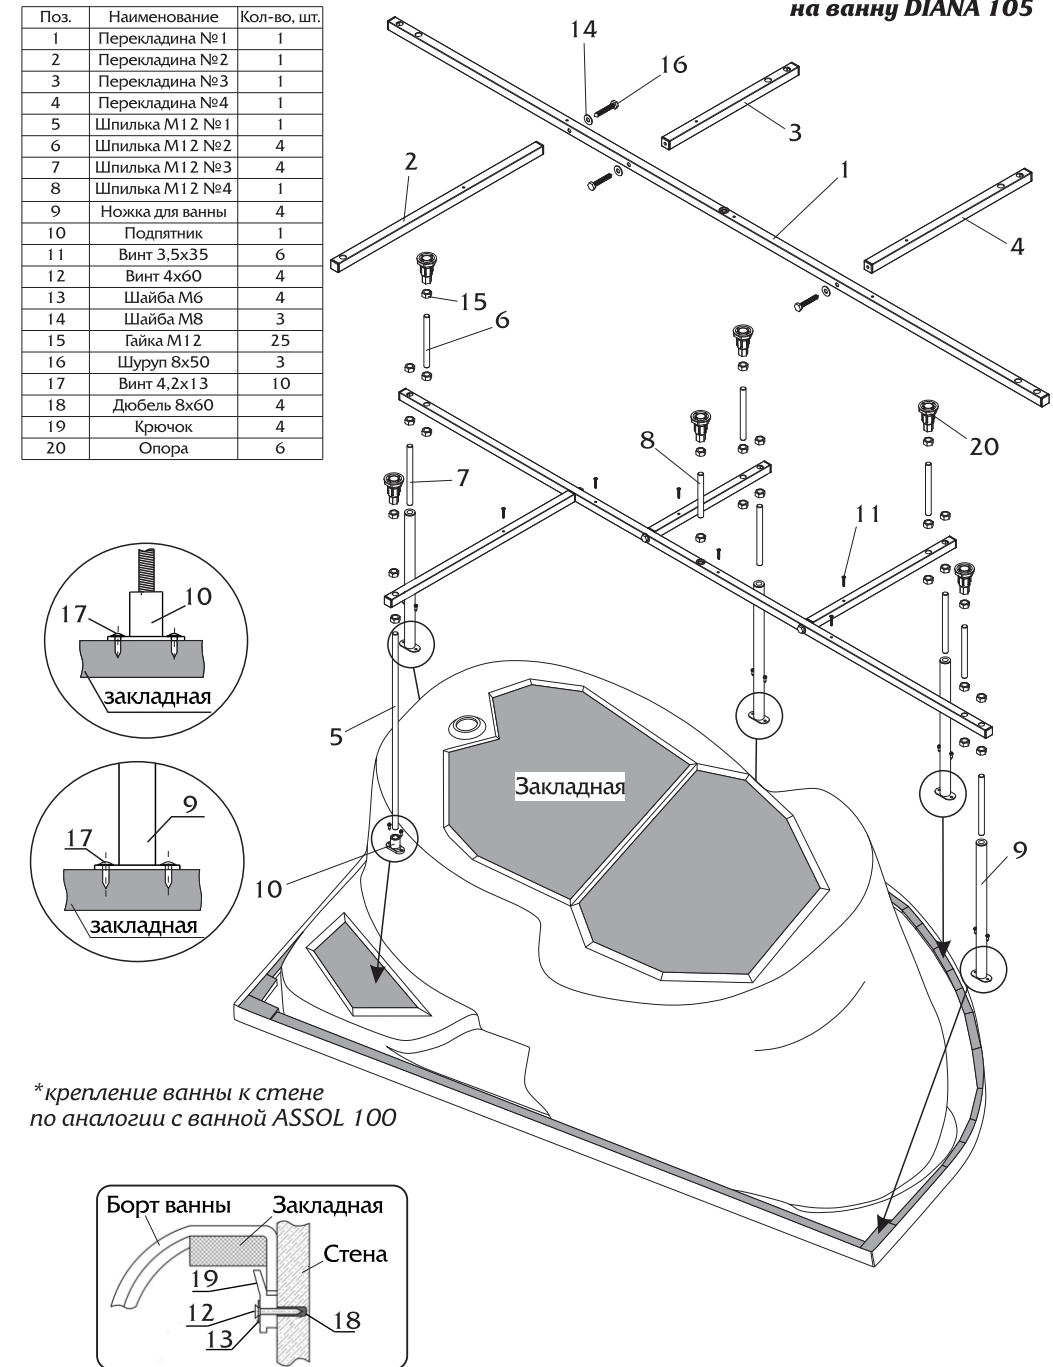 на ванну DIANA 105
Поз. Наименование Кол-во, шт.
1 Перекладина №1 1
2 Перекладина №2 1
3 Перекладина №3 1
4 Перекладина №4 1
5 Шпилька М12 №1 1
6 Шпилька М12 №2 4
7 Шпилька М12 №3 4
8 Шпилька М12 №4 1
9 Ножка для ванны 4
10 Подпятник 1
11 Винт 3,5х35 6
12 Винт 4х60 4
13 Шайба М6 4
14 Шайба М8 3
15 Гайка М12 25
16 Шуруп 8х50 3
17 Винт 4,2х13 10
18 Дюбель 8х60 4
19 Крючок 4
20 Опора 6
14
16
3
2
1
4
15
6
8
20
7
11
17
10
закладная
5
Закладная
9
17
закладная
10
9
*крепление ванны к стене
по аналогии с ванной ASSOL 100
Борт ванны
Закладная
Стена
19
12
13
18